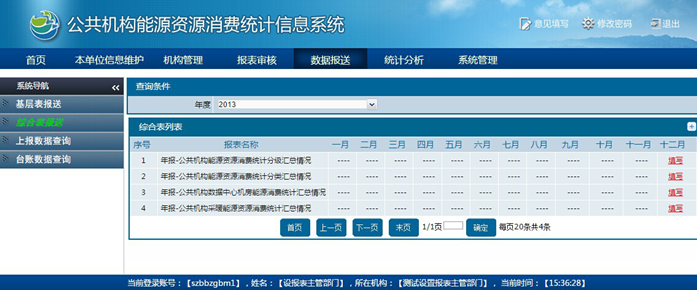 公共机构能源资源消费统计信息系统
意见填写 修改密码 退出
首页 本单位信息维护 机构管理 报表审核 数据报送 统计分析 系统管理
系统导航 <<
基层表报送
综合表报送
上报数据查询
台账数据查询
查询条件
年度 2013
综合表列表
序号 报表名称 一月 二月 三月 四月 五月 六月 七月 八月 九月 十月 十一月 十二月
1 年报-公共机构能源资源消费统计分级汇总情况 ---- ---- ---- ---- ---- ---- ---- ---- ---- ---- ---- 填写
2 年报-公共机构能源资源消费统计分类汇总情况 ---- ---- ---- ---- ---- ---- ---- ---- ---- ---- ---- 填写
3 年报-公共机构数据中心机房能源消费统计汇总情况 ---- ---- ---- ---- ---- ---- ---- ---- ---- ---- ---- 填写
4 年报-公共机构采暖能源资源消费统计汇总情况 ---- ---- ---- ---- ---- ---- ---- ---- ---- ---- ---- 填写
首页 上一页 下一页 末页 1/1页 确定 每页20条共4条
当前登录账号：【szbbzgbm1】，姓名：【设报表主管部门】，所在机构：【测试设置报表主管部门】， 当前时间：【15:36:28】